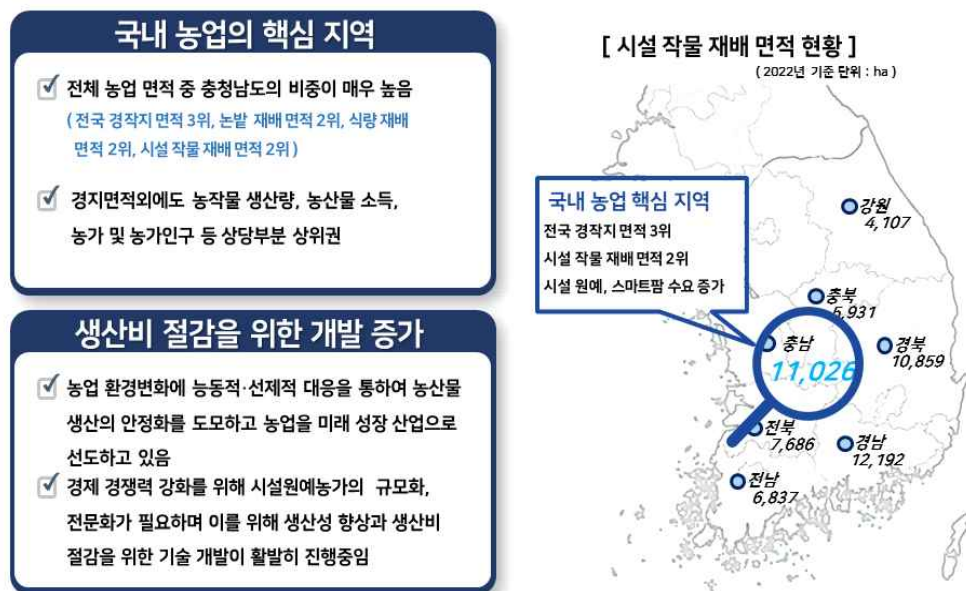 국내 농업의 핵심 지역
전체 농업 면적 중 충청남도의 비중이 매우 높음
( 전국 경작지 면적 3위, 논밭 재배 면적 2위, 식량 재배
면적 2위, 시설 작물 재배 면적 2위 )
경지면적외에도 농작물 생산량, 농산물 소득,
농가 및 농가인구 등 상당부분 상위권
생산비 절감을 위한 개발 증가
농업 환경변화에 능동적·선제적 대응을 통하여 농산물
생산의 안정화를 도모하고 농업을 미래 성장 산업으로
선도하고 있음
경제 경쟁력 강화를 위해 시설원예농가의 규모화,
전문화가 필요하며 이를 위해 생산성 향상과 생산비
절감을 위한 기술 개발이 활발히 진행중임
[ 시설 작물 재배 면적 현황 ]
( 2022년 기준 단위 : ha )
국내 농업 핵심 지역
전국 경작지 면적 3위
시설 작물 재배 면적 2위
시설 원예, 스마트팜 수요 증가
강원
4,107
충북
5,931
충남
11,026
경북
10,859
전북
7,686
경남
12,192
전남
6,837